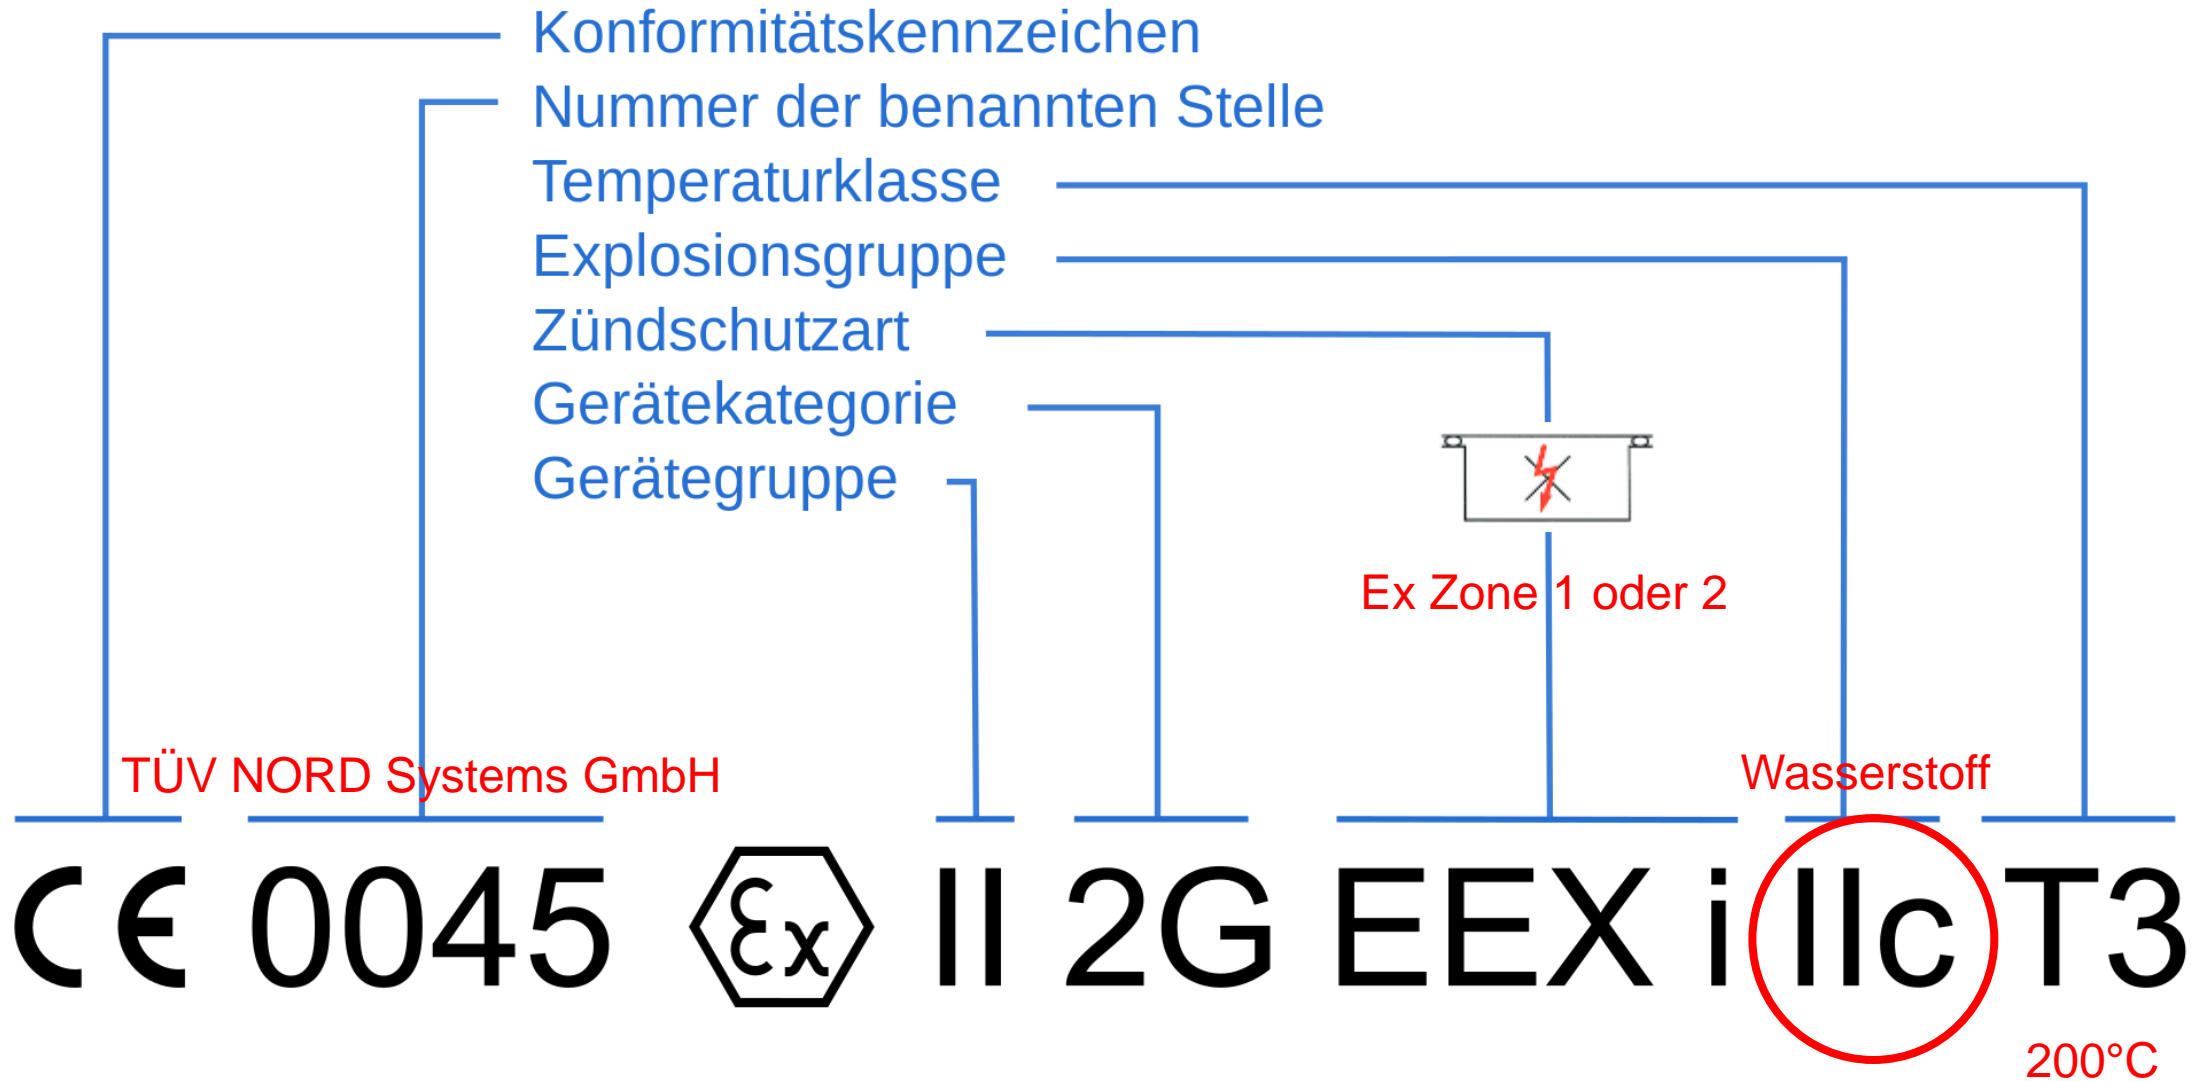 Konformitätskennzeichen
Nummer der benannten Stelle
Temperaturklasse
Explosionsgruppe
Zündschutzart
Gerätekategorie
Gerätegruppe
Ex Zone 1 oder 2
TÜV NORD Systems GmbH
Wasserstoff
CE 0045 Ex II 2G EEX i IIc T3
200°C